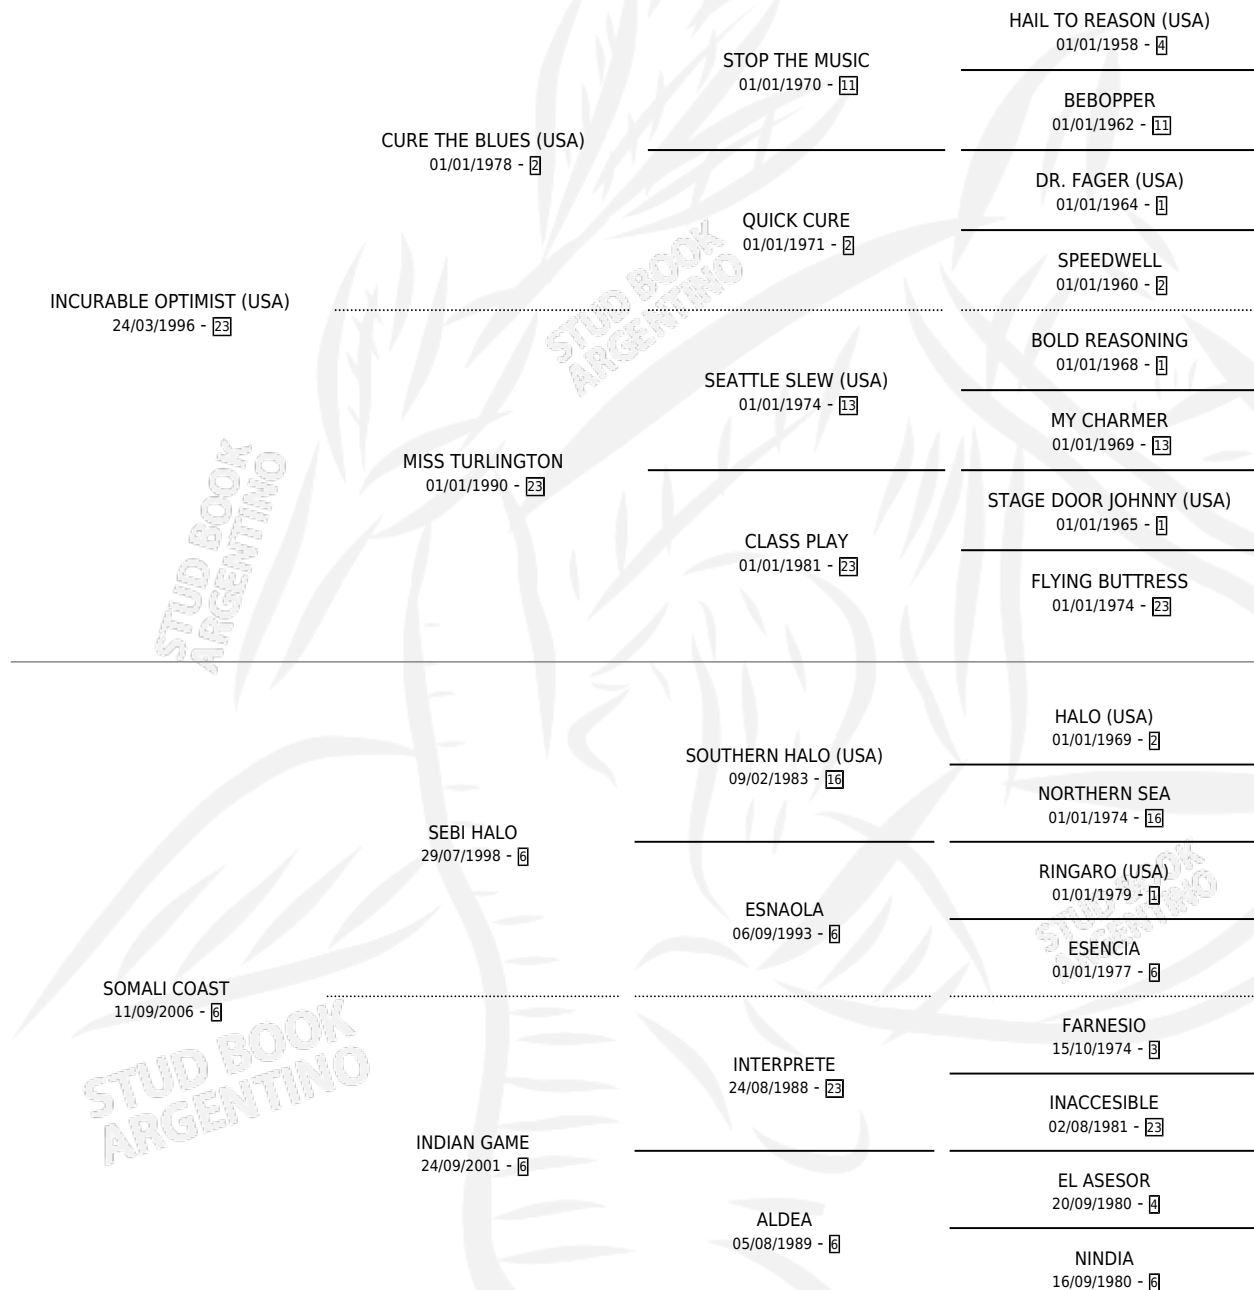 HAIL TO REASON (USA)
01/01/1958 - 4
STOP THE MUSIC
01/01/1970 - 11
BEBOPPER
01/01/1962 - 11
CURE THE BLUES (USA)
01/01/1978 - 2
DR. FAGER (USA)
01/01/1964 - 1
QUICK CURE
01/01/1971 - 2
SPEEDWELL
01/01/1960 - 2
INCURABLE OPTIMIST (USA)
24/03/1996 - 23
BOLD REASONING
01/01/1968 - 1
SEATTLE SLEW (USA)
01/01/1974 - 13
MY CHARMER
01/01/1969 - 13
MISS TURLINGTON
01/01/1990 - 23
STAGE DOOR JOHNNY (USA)
01/01/1965 - 1
CLASS PLAY
01/01/1981 - 23
FLYING BUTTRESS
01/01/1974 - 23
HALO (USA)
01/01/1969 - 2
SOUTHERN HALO (USA)
09/02/1983 - 16
NORTHERN SEA
01/01/1974 - 16
SEBI HALO
29/07/1998 - 6
RINGARO (USA)
01/01/1979 - 1
ESNAOLA
06/09/1993 - 6
ESENCIA
01/01/1977 - 6
SOMALI COAST
11/09/2006 - 6
FARNESIO
15/10/1974 - 3
INTERPRETE
24/08/1988 - 23
INACCESIBLE
02/08/1981 - 23
INDIAN GAME
24/09/2001 - 6
EL ASESOR
20/09/1980 - 4
ALDEA
05/08/1989 - 6
NINDIA
16/09/1980 - 6
STUD BOOK
ARGENTINO
STUD BOOK
ARGENTINO
STUD BOOK
ARGENTINO
STUD BOOK
ARGENTINO